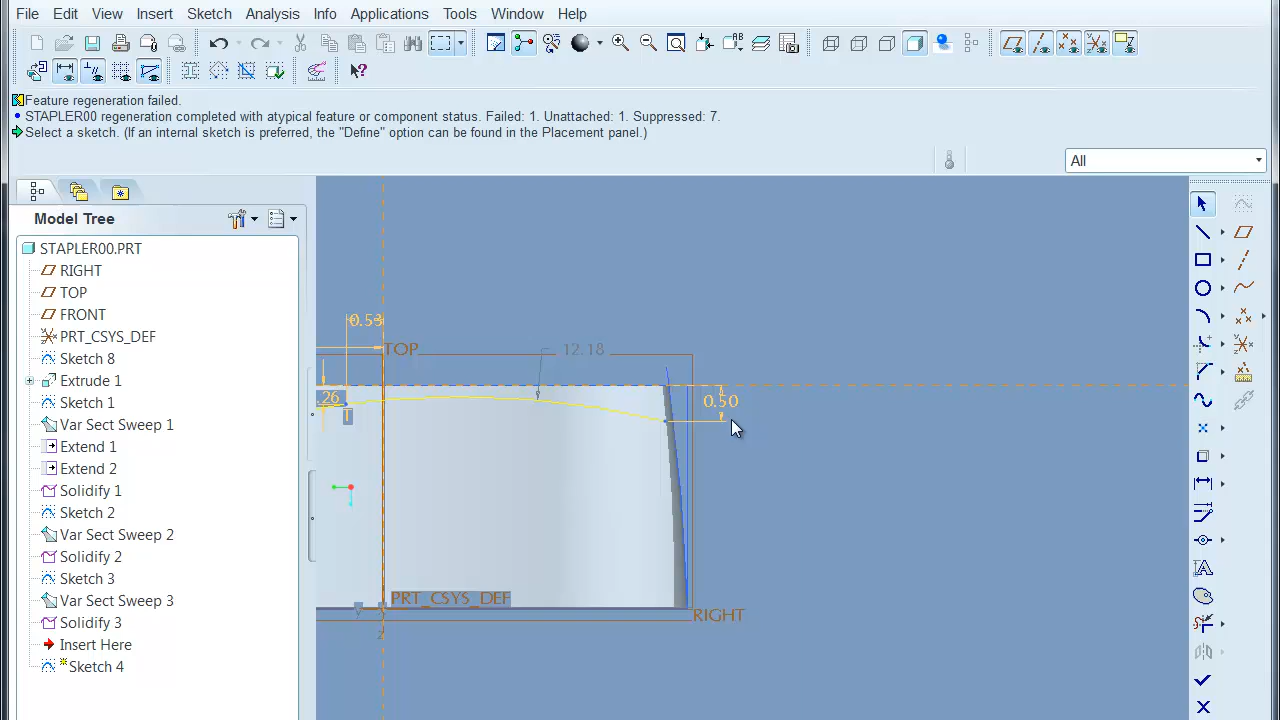 File Edit View Insert Sketch Analysis Info Applications Tools Window Help
Feature regeneration failed.
STAPLER00 regeneration completed with atypical feature or component status. Failed: 1. Unattached: 1. Suppressed: 7.
Select a sketch. (If an internal sketch is preferred, the "Define" option can be found in the Placement panel.)
All
Model Tree
STAPLER00.PRT
RIGHT
TOP
FRONT
PRT_CSYS_DEF
Sketch 8
Extrude 1
Sketch 1
Var Sect Sweep 1
Extend 1
Extend 2
Solidify 1
Sketch 2
Var Sect Sweep 2
Solidify 2
Sketch 3
Var Sect Sweep 3
Solidify 3
Insert Here
Sketch 4
0.53
TOP
12.18
.26
0.50
T
PRT_CSYS_DEF
RIGHT